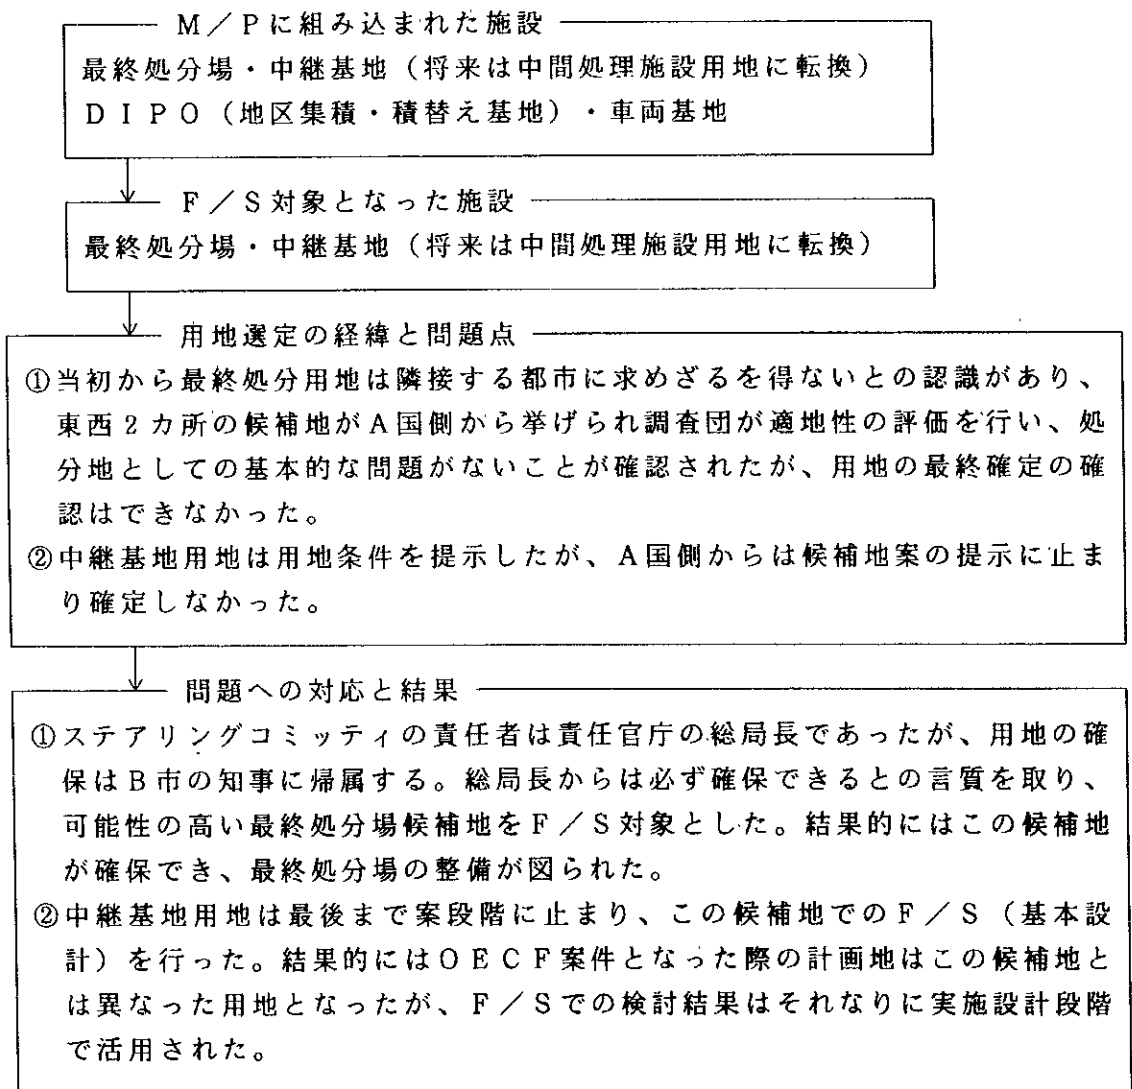 M／Pに組み込まれた施設
最終処分場・中継基地（将来は中間処理施設用地に転換）
DIPO（地区集積・積替え基地）・車両基地
F／S対象となった施設
最終処分場・中継基地（将来は中間処理施設用地に転換）
用地選定の経緯と問題点
①当初から最終処分用地は隣接する都市に求めざるを得ないとの認識があり、
東西2カ所の候補地がA国側から挙げられ調査団が適地性の評価を行い、処
分地としての基本的な問題がないことが確認されたが、用地の最終確定の確
認はできなかった。
②中継基地用地は用地条件を提示したが、A国側からは候補地案の提示に止ま
り確定しなかった。
問題への対応と結果
①ステアリングコミッティの責任者は責任官庁の総局長であったが、用地の確
保はB市の知事に帰属する。総局長からは必ず確保できるとの言質を取り、
可能性の高い最終処分場候補地をF／S対象とした。結果的にはこの候補地
が確保でき、最終処分場の整備が図られた。
②中継基地用地は最後まで案段階に止まり、この候補地でのF／S（基本設
計）を行った。結果的にはOECF案件となった際の計画地はこの候補地と
は異なった用地となったが、F／Sでの検討結果はそれなりに実施設計段階
で活用された。